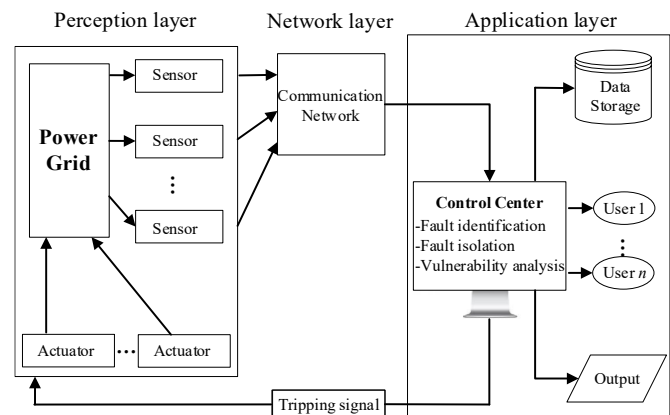 Perception layer
Network layer
Application layer
Power
Grid
Sensor
Sensor
...
Sensor
Actuator
...
Actuator
Communication
Network
Data
Storage
Control Center
-Fault identification
-Fault isolation
-Vulnerability analysis
User 1
...
User n
Output
Tripping signal